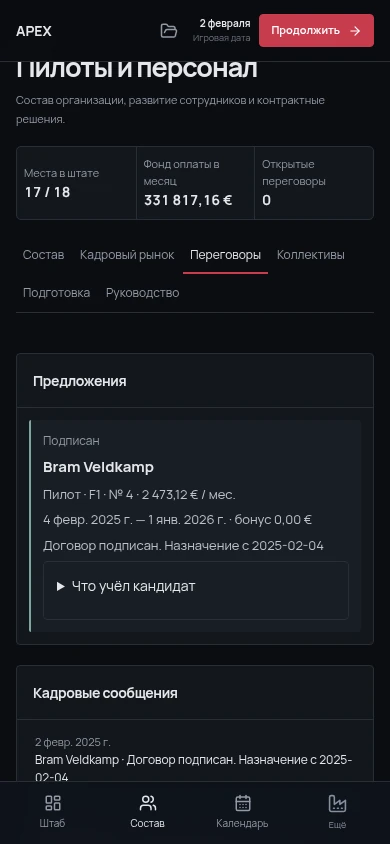 APEX
2 февраля
Игровая дата
Продолжить
Пилоты и персонал
Состав организации, развитие сотрудников и контрактные
решения.
Места в штате
17 / 18
Фонд оплаты в
месяц
331 817,16 €
Открытые
переговоры
0
Состав Кадровый рынок Переговоры Коллективы
Подготовка Руководство
Предложения
Подписан
Bram Veldkamp
Пилот · F1 · № 4 · 2 473,12 € / мес.
4 февр. 2025 г. — 1 янв. 2026 г. · бонус 0,00 €
Договор подписан. Назначение с 2025-02-04
Что учёл кандидат
Кадровые сообщения
2 февр. 2025 г.
Bram Veldkamp · Договор подписан. Назначение с 2025-
02-04
Штаб Состав Календарь Ещё